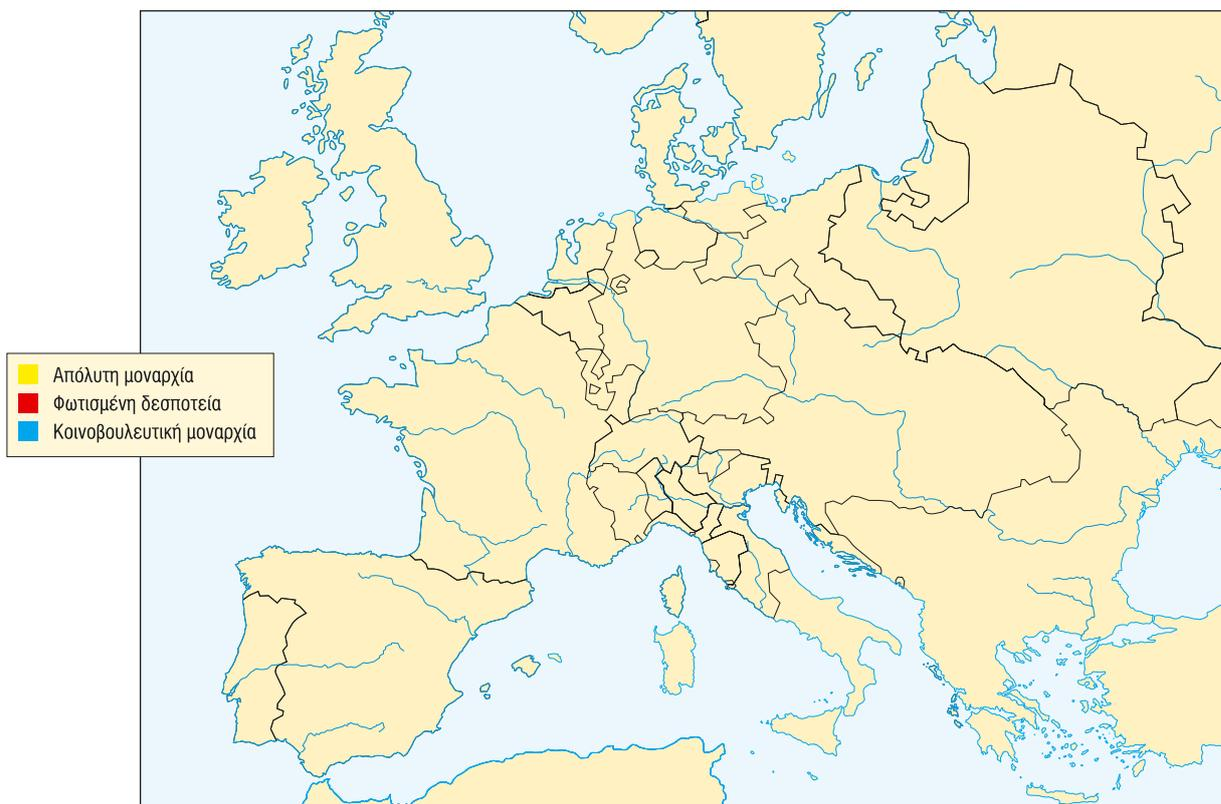 Απόλυτη μοναρχία
Φωτισμένη δεσποτεία
Κοινοβουλευτική μοναρχία